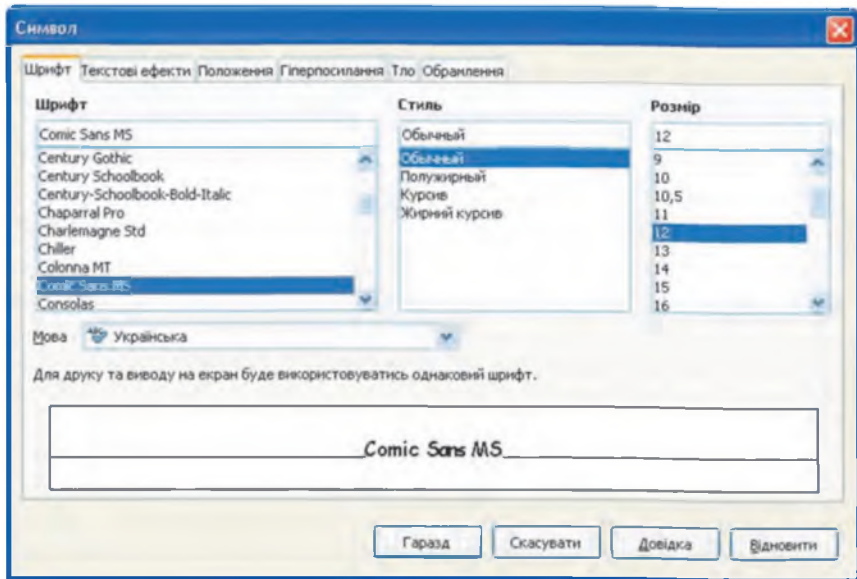 Символ
Шрифт Текстові ефекти Положення Гіперпосилання Тло Обрамлення
Шрифт Стиль Розмір
Comic Sans MS Обычный 12
Century Gothic Обычный 9
Century Schoolbook Полужирный 10
Century-Schoolbook-Bold-Italic Курсив 10,5
Chaparral Pro Жирний курсив 11
Charlemagne Std 12
Chiller 13
Colonna MT 14
Comic Sans MS 15
Consolas 16
Мова Українська
Для друку та виводу на екран буде використовуватись однаковий шрифт.
Comic Sans MS
Гаразд Скасувати Довідка Відновити